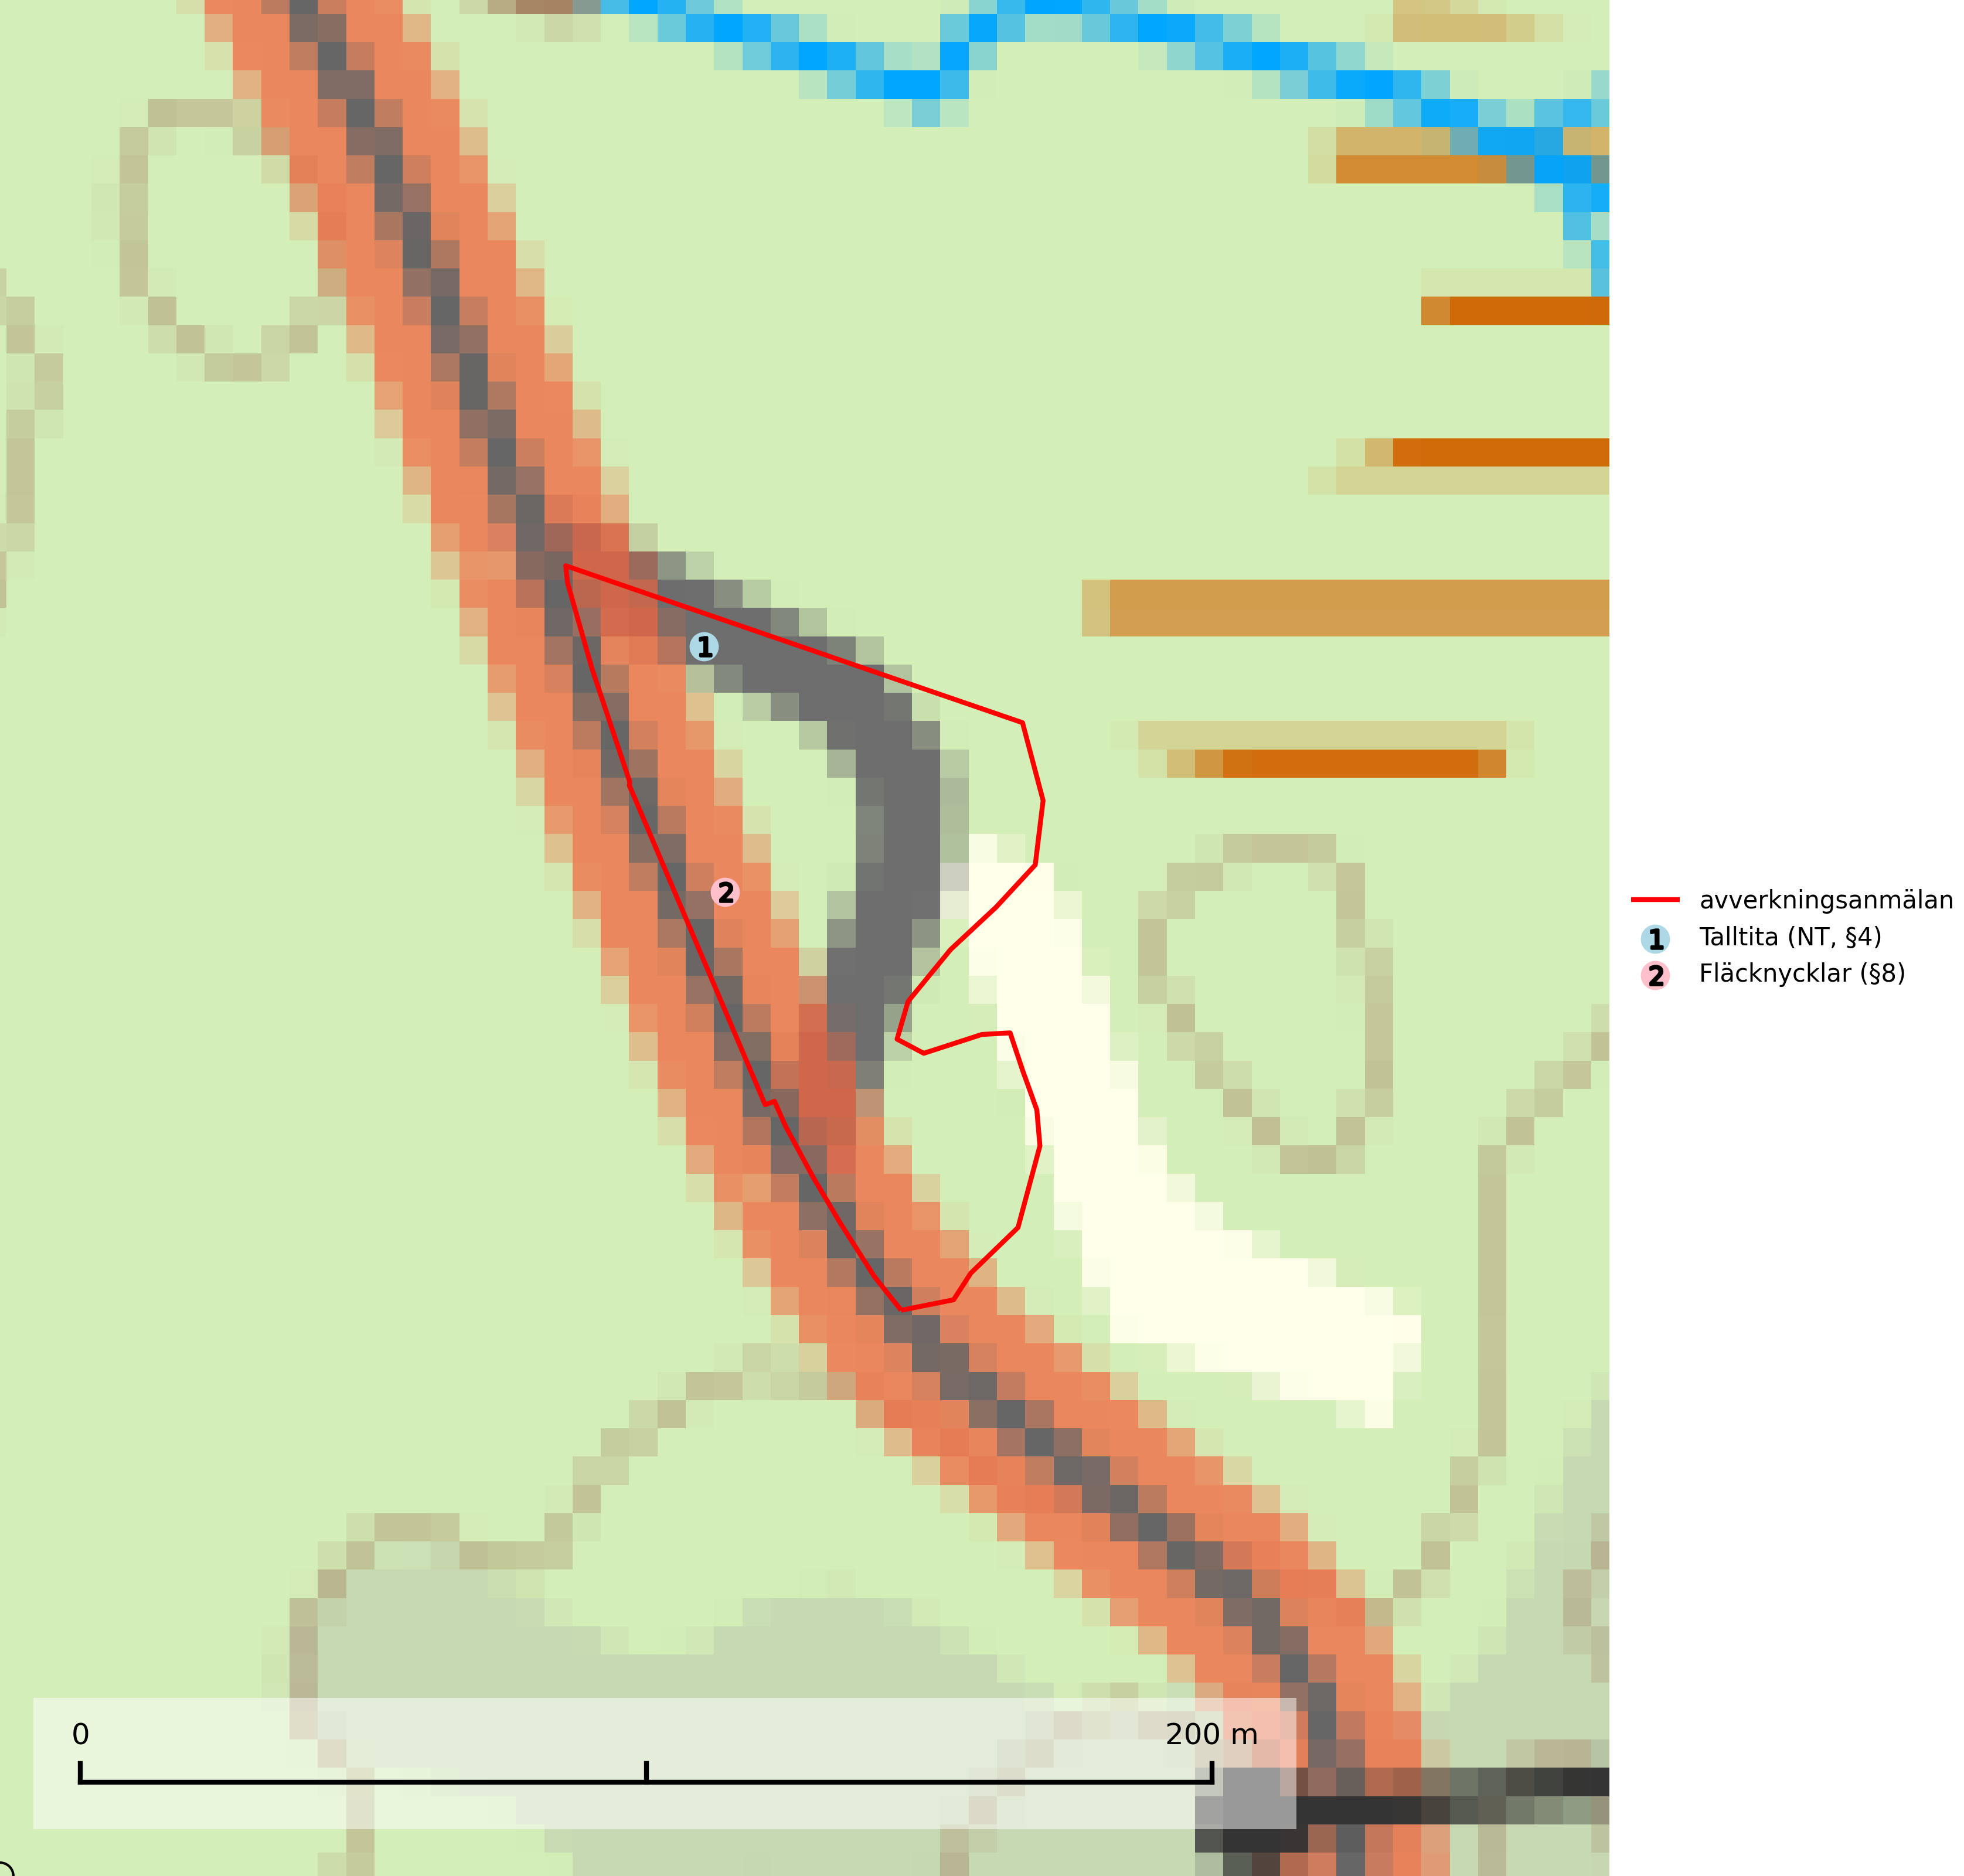 1
2
avverkningsanmälan
1 Talltita (NT, §4)
2 Fläcknycklar (§8)
0 200 m